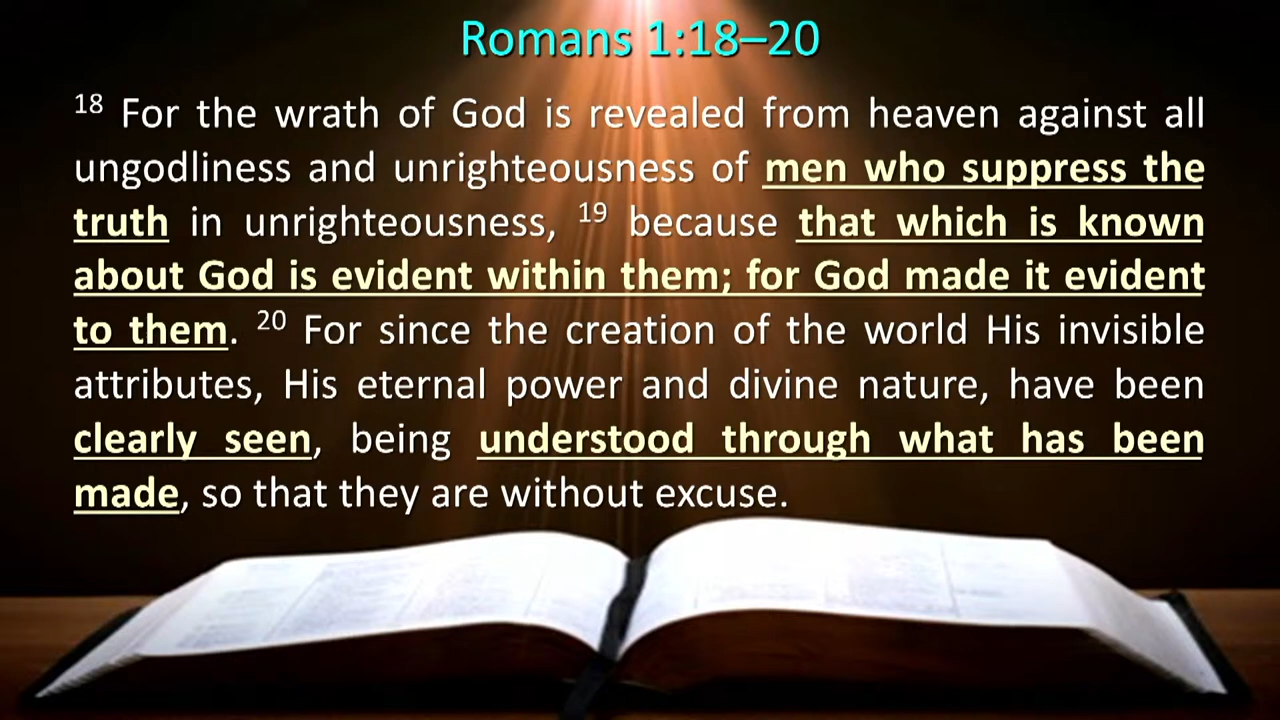 Romans 1:18–20
18 For the wrath of God is revealed from heaven against all
ungodliness and unrighteousness of men who suppress the
truth in unrighteousness, 19 because that which is known
about God is evident within them; for God made it evident
to them. 20 For since the creation of the world His invisible
attributes, His eternal power and divine nature, have been
clearly seen, being understood through what has been
made, so that they are without excuse.